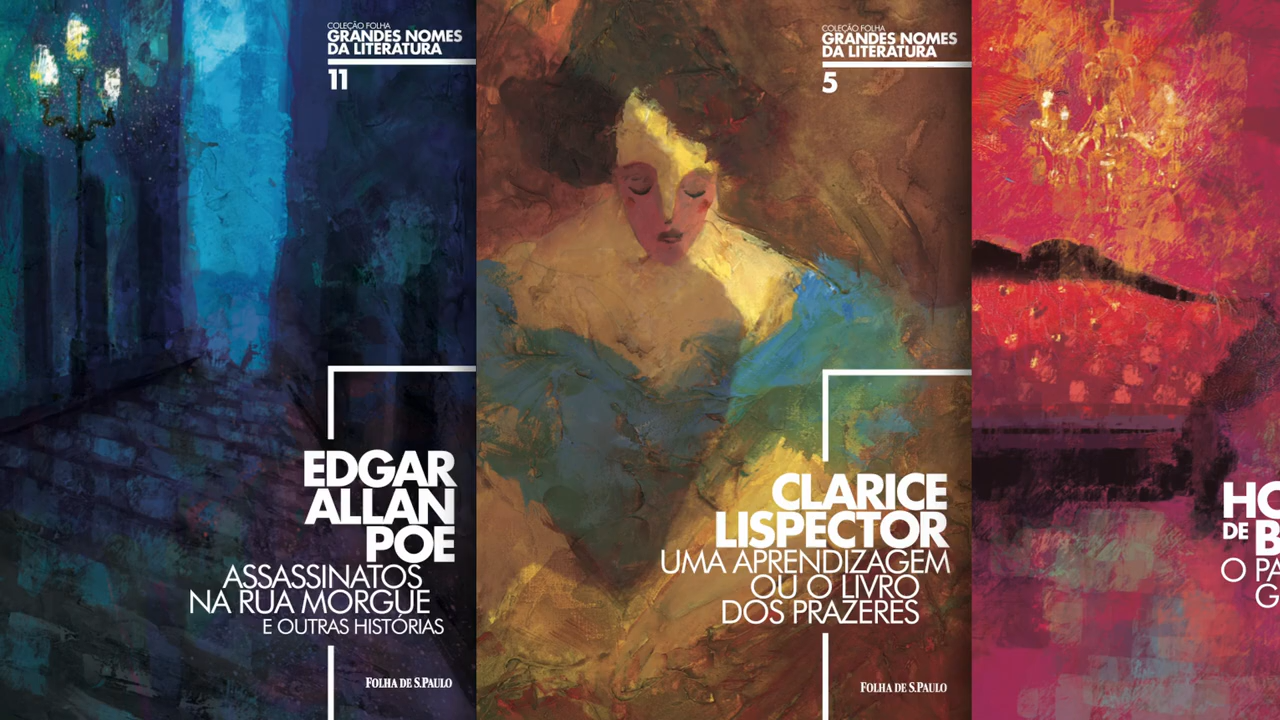 COLEÇÃO FOLHA
GRANDES NOMES
DA LITERATURA
11
EDGAR
ALLAN
POE
ASSASSINATOS
NA RUA MORGUE
E OUTRAS HISTÓRIAS
FOLHA DE S.PAULO
COLEÇÃO FOLHA
GRANDES NOMES
DA LITERATURA
5
CLARICE
LISPECTOR
UMA APRENDIZAGEM
OU O LIVRO
DOS PRAZERES
FOLHA DE S.PAULO
DE
O